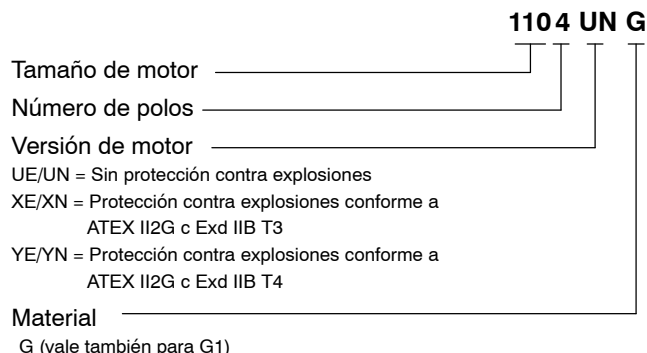 110 4 UN G
Tamaño de motor
Número de polos
Versión de motor
UE/UN = Sin protección contra explosiones
XE/XN = Protección contra explosiones conforme a
ATEX II2G c Exd IIB T3
YE/YN = Protección contra explosiones conforme a
ATEX II2G c Exd IIB T4
Material
G (vale también para G1)